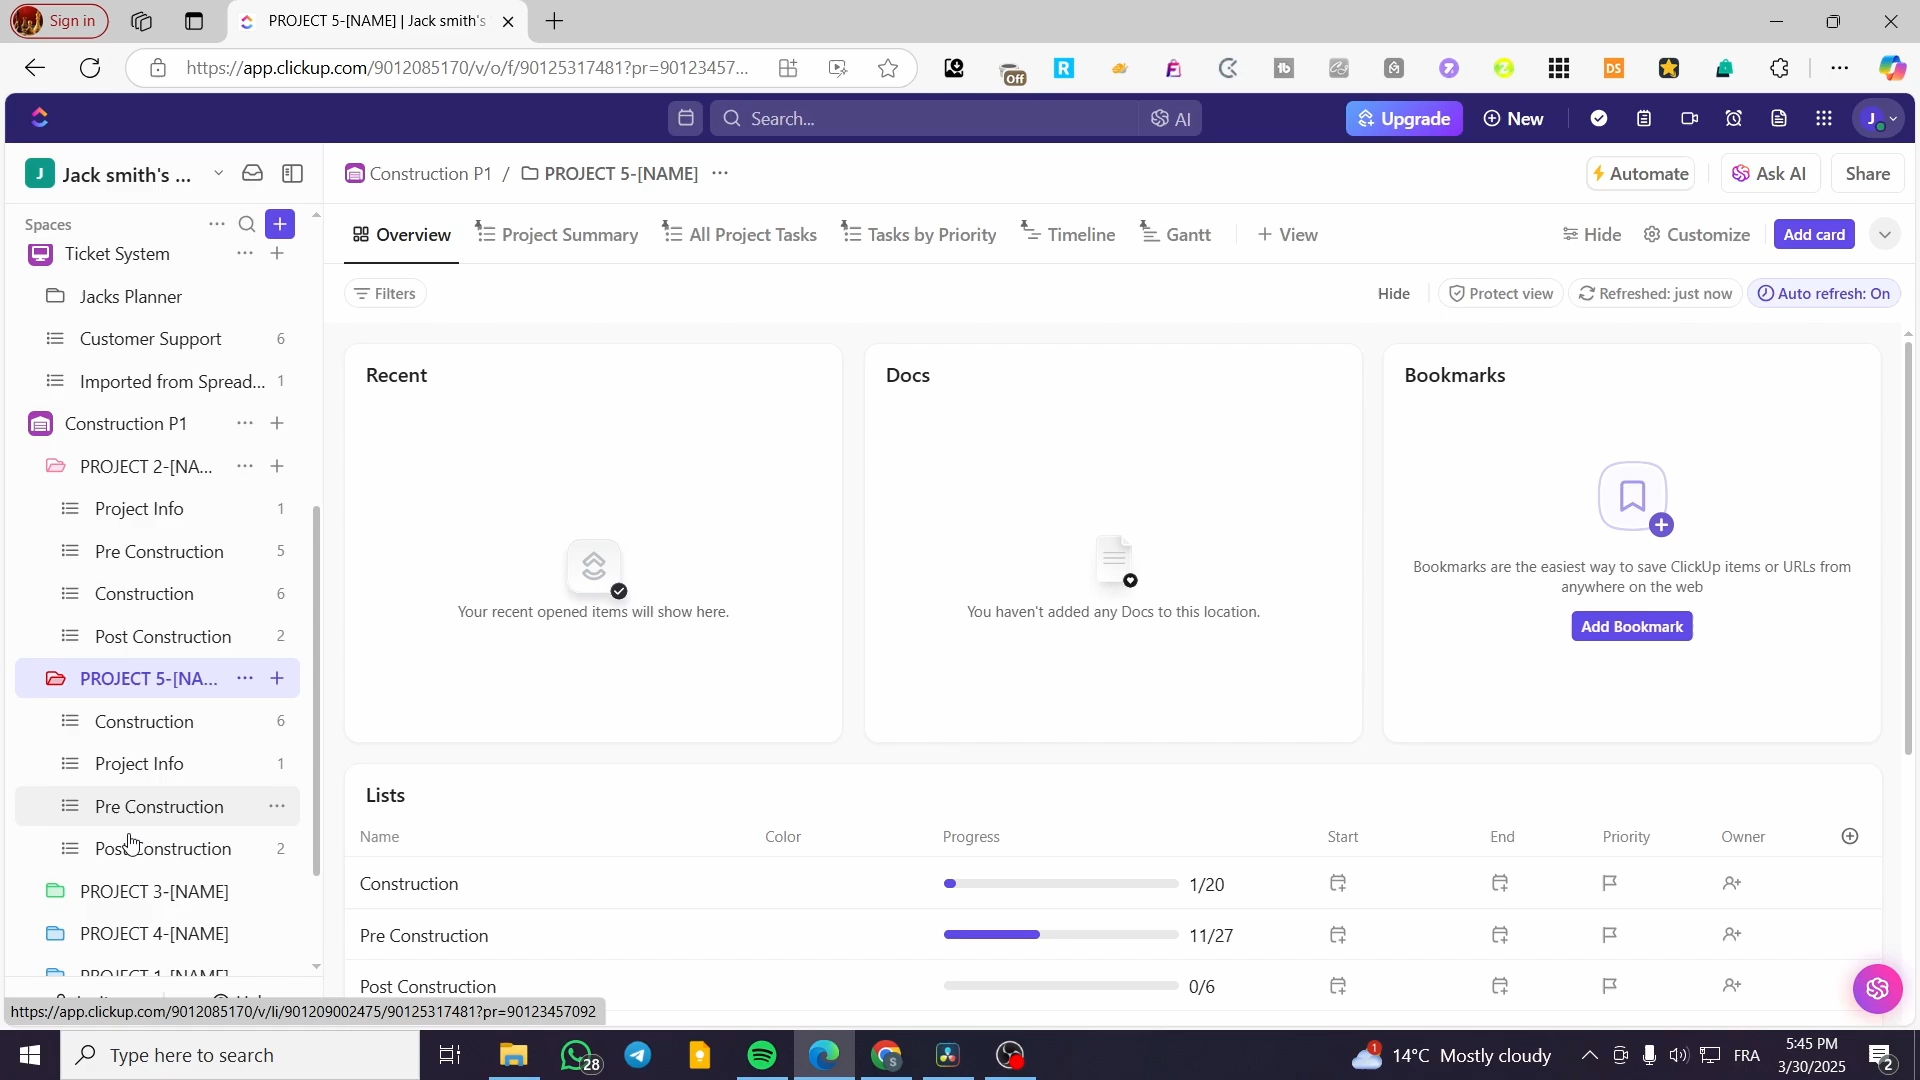 Sign in
PROJECT 5-[NAME] | Jack smith's
https://app.clickup.com/9012085170/v/o/f/90125317481?pr=90123457...
Off
R
tb
DS
Search...
AI
Upgrade
New
J
J
Jack smith's ...
Construction P1 / PROJECT 5-[NAME]
Automate
Ask AI
Share
Spaces
Overview
Project Summary
All Project Tasks
Tasks by Priority
Timeline
Gantt
View
Hide
Customize
Add card
Ticket System
Jacks Planner
Customer Support 6
Imported from Spread... 1
Construction P1
PROJECT 2-[NA...
Project Info 1
Pre Construction 5
Construction 6
Post Construction 2
PROJECT 5-[NA...
Construction 6
Project Info 1
Pre Construction
Post Construction 2
PROJECT 3-[NAME]
PROJECT 4-[NAME]
PROJECT 1-[NAME]
Filters
Hide
Protect view
Refreshed: just now
Auto refresh: On
Recent
Your recent opened items will show here.
Docs
You haven't added any Docs to this location.
Bookmarks
Bookmarks are the easiest way to save ClickUp items or URLs from
anywhere on the web
Add Bookmark
Lists
Name Color Progress Start End Priority Owner
Construction 1/20
Pre Construction 11/27
Post Construction 0/6
https://app.clickup.com/9012085170/v/li/901209002475/90125317481?pr=90123457092
Type here to search
28
S
1
14°C Mostly cloudy
FRA
5:45 PM
3/30/2025
2